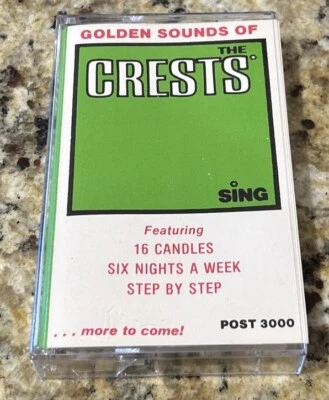 GOLDEN SOUNDS OF
THE
CRESTS
SING
Featuring
16 CANDLES
SIX NIGHTS A WEEK
STEP BY STEP
. . . more to come!
POST 3000